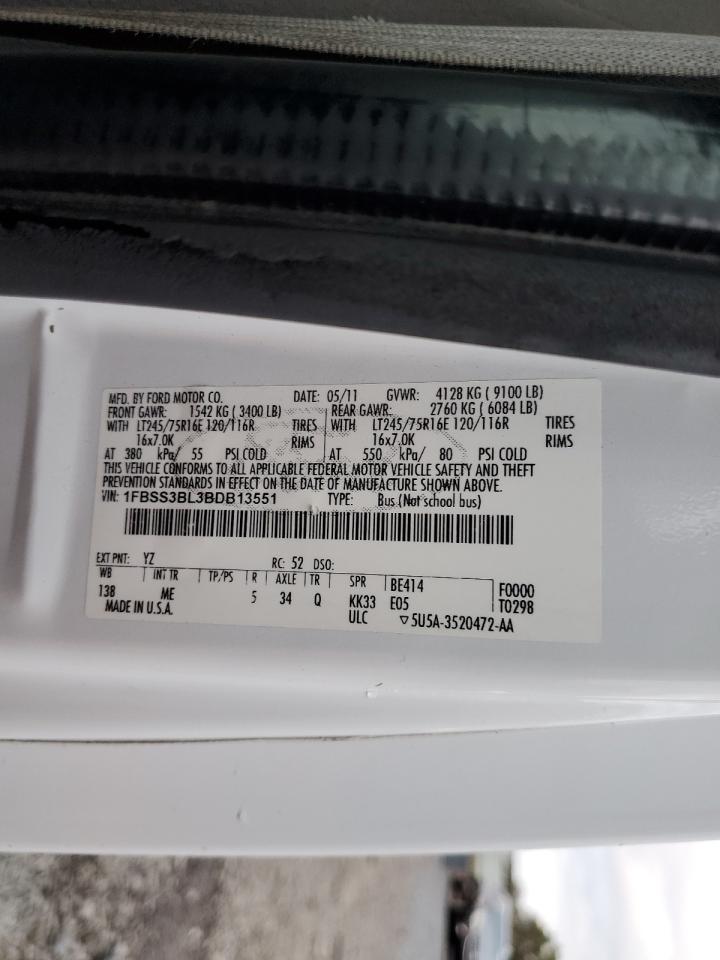 MFD. BY FORD MOTOR CO. DATE: 05/11 GVWR: 4128 KG ( 9100 LB)
FRONT GAWR: 1542 KG ( 3400 LB) REAR GAWR: 2760 KG ( 6084 LB)
WITH LT245/75R16E 120/116R TIRES WITH LT245/75R16E 120/116R TIRES
16x7.0K RIMS 16x7.0K RIMS
AT 380 kPa/ 55 PSI COLD AT 550 kPa/ 80 PSI COLD
THIS VEHICLE CONFORMS TO ALL APPLICABLE FEDERAL MOTOR VEHICLE SAFETY AND THEFT
PREVENTION STANDARDS IN EFFECT ON THE DATE OF MANUFACTURE SHOWN ABOVE.
VIN: 1FBSS3BL3BDB13551 TYPE: Bus (Not school bus)
EXT PNT: YZ RC: 52 DSO:
WB INT TR TP/PS R AXLE TR SPR BE414 F0000
138 ME 5 34 Q KK33 E05 T0298
MADE IN U.S.A. ULC ▽5U5A-3520472-AA